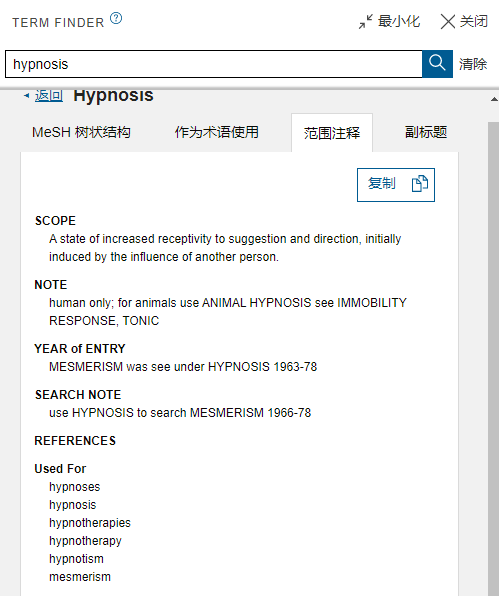 TERM FINDER ?
最小化
关闭
hypnosis
清除
返回 Hypnosis
MeSH 树状结构
作为术语使用
范围注释
副标题
复制
SCOPE
A state of increased receptivity to suggestion and direction, initially
induced by the influence of another person.
NOTE
human only; for animals use ANIMAL HYPNOSIS see IMMOBILITY
RESPONSE, TONIC
YEAR of ENTRY
MESMERISM was see under HYPNOSIS 1963-78
SEARCH NOTE
use HYPNOSIS to search MESMERISM 1966-78
REFERENCES
Used For
hypnoses
hypnosis
hypnotherapies
hypnotherapy
hypnotism
mesmerism